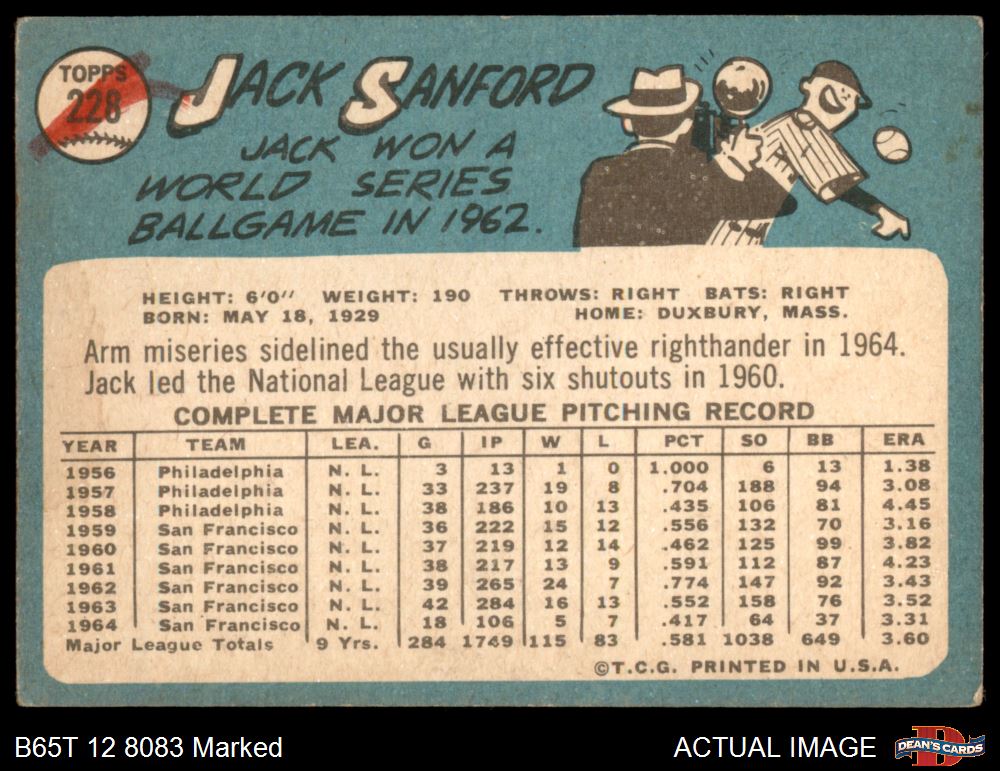 TOPPS
228
JACK SANFORD
JACK WON A
WORLD SERIES
BALLGAME IN 1962.
HEIGHT: 6'0" WEIGHT: 190 THROWS: RIGHT BATS: RIGHT
BORN: MAY 18, 1929 HOME: DUXBURY, MASS.
Arm miseries sidelined the usually effective righthander in 1964.
Jack led the National League with six shutouts in 1960.
COMPLETE MAJOR LEAGUE PITCHING RECORD
YEAR TEAM LEA. G IP W L PCT SO BB ERA
1956 Philadelphia N. L. 3 13 1 0 1.000 6 13 1.38
1957 Philadelphia N. L. 33 237 19 8 .704 188 94 3.08
1958 Philadelphia N. L. 38 186 10 13 .435 106 81 4.45
1959 San Francisco N. L. 36 222 15 12 .556 132 70 3.16
1960 San Francisco N. L. 37 219 12 14 .462 125 99 3.82
1961 San Francisco N. L. 38 217 13 9 .591 112 87 4.23
1962 San Francisco N. L. 39 265 24 7 .774 147 92 3.43
1963 San Francisco N. L. 42 284 16 13 .552 158 76 3.52
1964 San Francisco N. L. 18 106 5 7 .417 64 37 3.31
Major League Totals 9 Yrs. 284 1749 115 83 .581 1038 649 3.60
©T.C.G. PRINTED IN U.S.A.
B65T 12 8083 Marked ACTUAL IMAGE DEAN'S CARDS